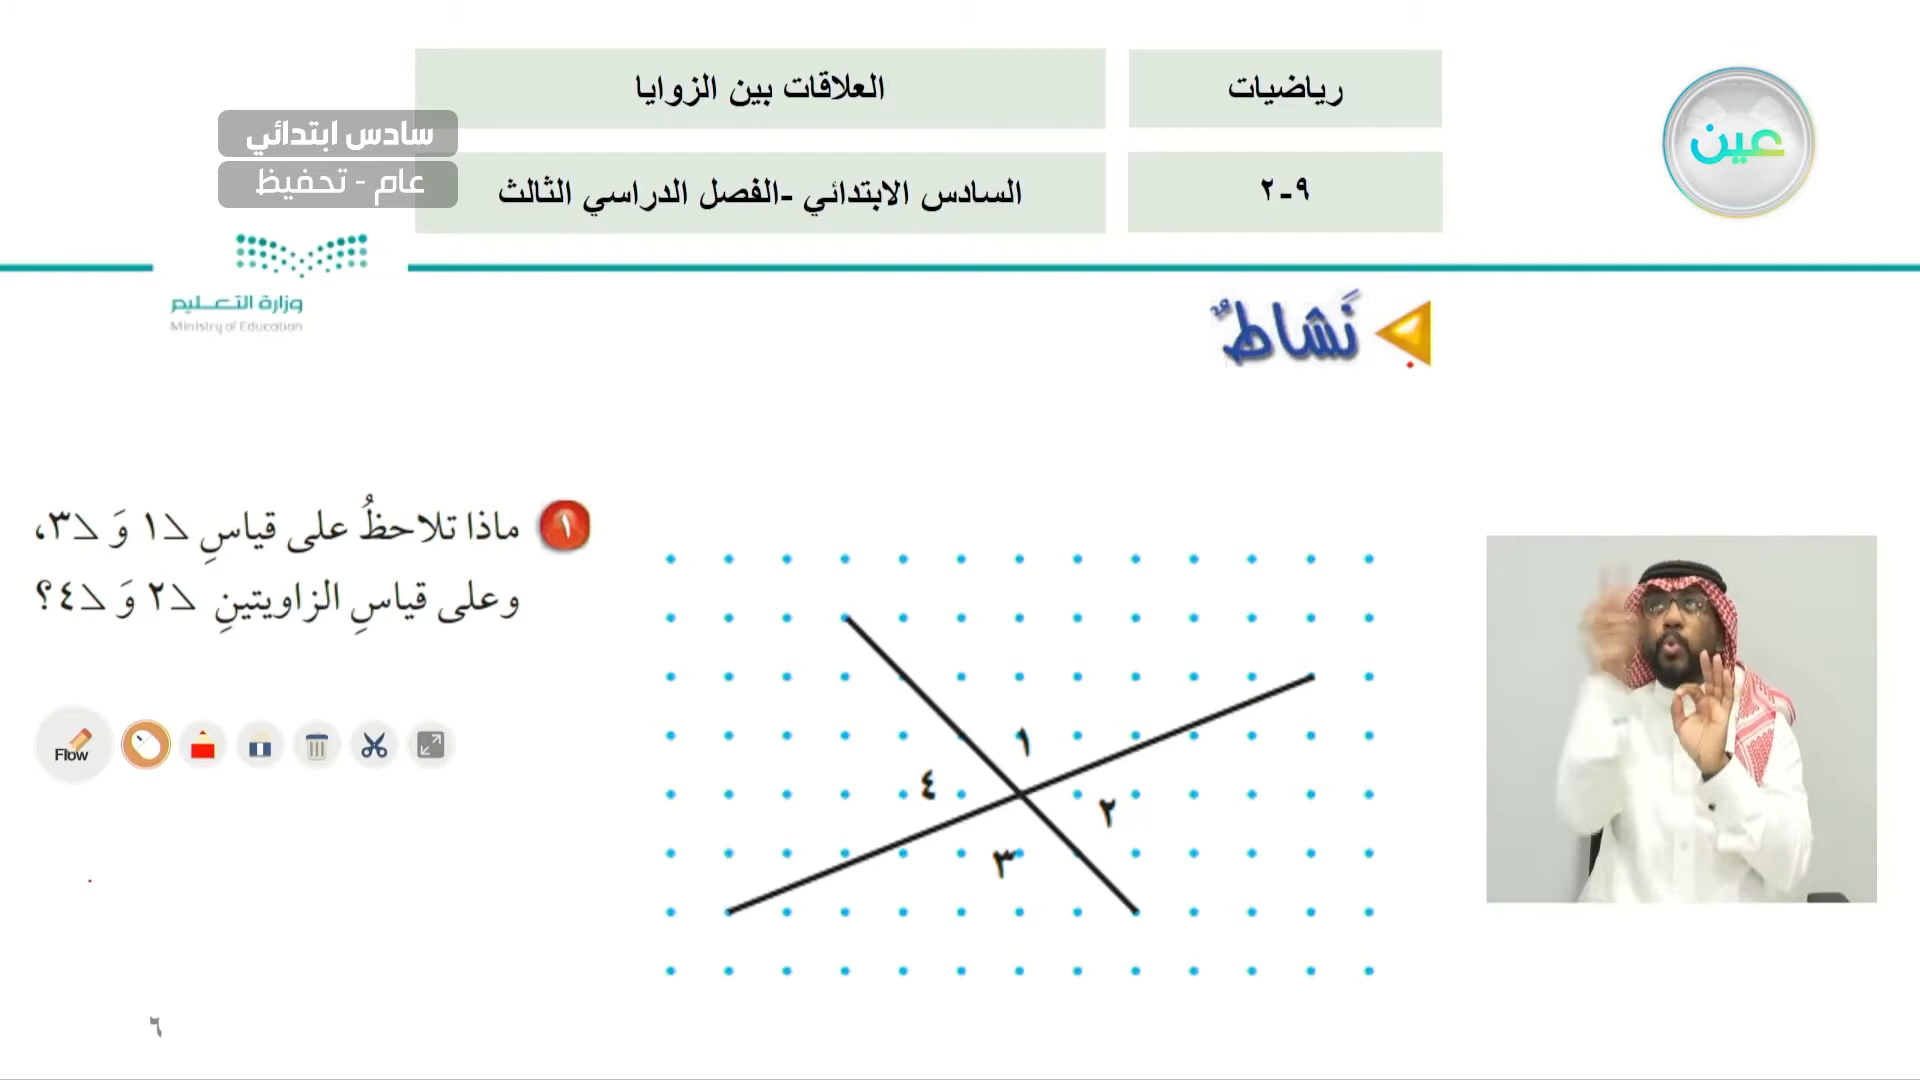 رياضيات
العلاقات بين الزوايا
٩-٢
السادس الابتدائي -الفصل الدراسي الثالث
سادس ابتدائي
عام - تحفيظ
عين
وزارة التعليم
Ministry of Education
نَشاطٌ
١ ماذا تلاحظُ على قياسِ ∠١ وَ ∠٣،
وعلى قياسِ الزاويتينِ ∠٢ وَ ∠٤؟
Flow
١
٤
٢
٣
٦